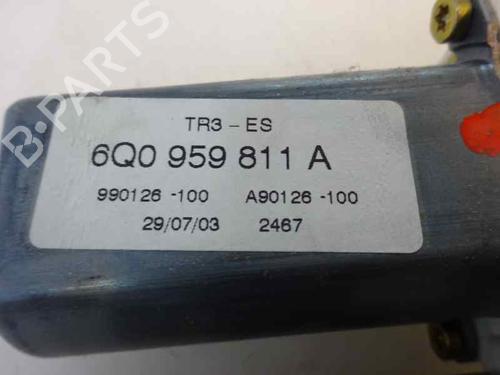 B-PARTS
TR3-ES
6Q0 959 811 A
990126-100 A90126-100
29/07/03 2467